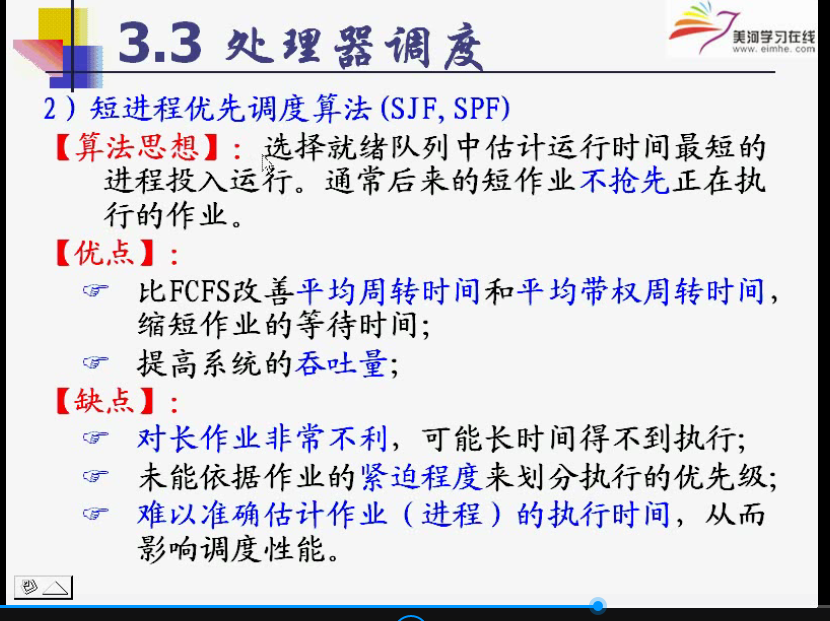 3.3 处理器调度
美河学习在线
www.eimhe.com
2）短进程优先调度算法(SJF,SPF)
【算法思想】：选择就绪队列中估计运行时间最短的
进程投入运行。通常后来的短作业不抢先正在执
行的作业。
【优点】：
比FCFS改善平均周转时间和平均带权周转时间，
缩短作业的等待时间；
提高系统的吞吐量；
【缺点】：
对长作业非常不利，可能长时间得不到执行；
未能依据作业的紧迫程度来划分执行的优先级；
难以准确估计作业（进程）的执行时间，从而
影响调度性能。